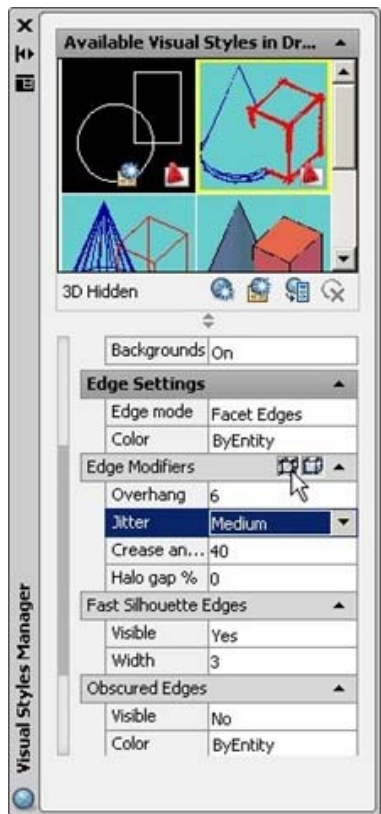 Available Visual Styles in Dr...
3D Hidden
Backgrounds On
Edge Settings
Edge mode Facet Edges
Color ByEntity
Edge Modifiers
Overhang 6
Jitter Medium
Crease an... 40
Halo gap % 0
Fast Silhouette Edges
Visible Yes
Width 3
Obscured Edges
Visible No
Color ByEntity
Visual Styles Manager